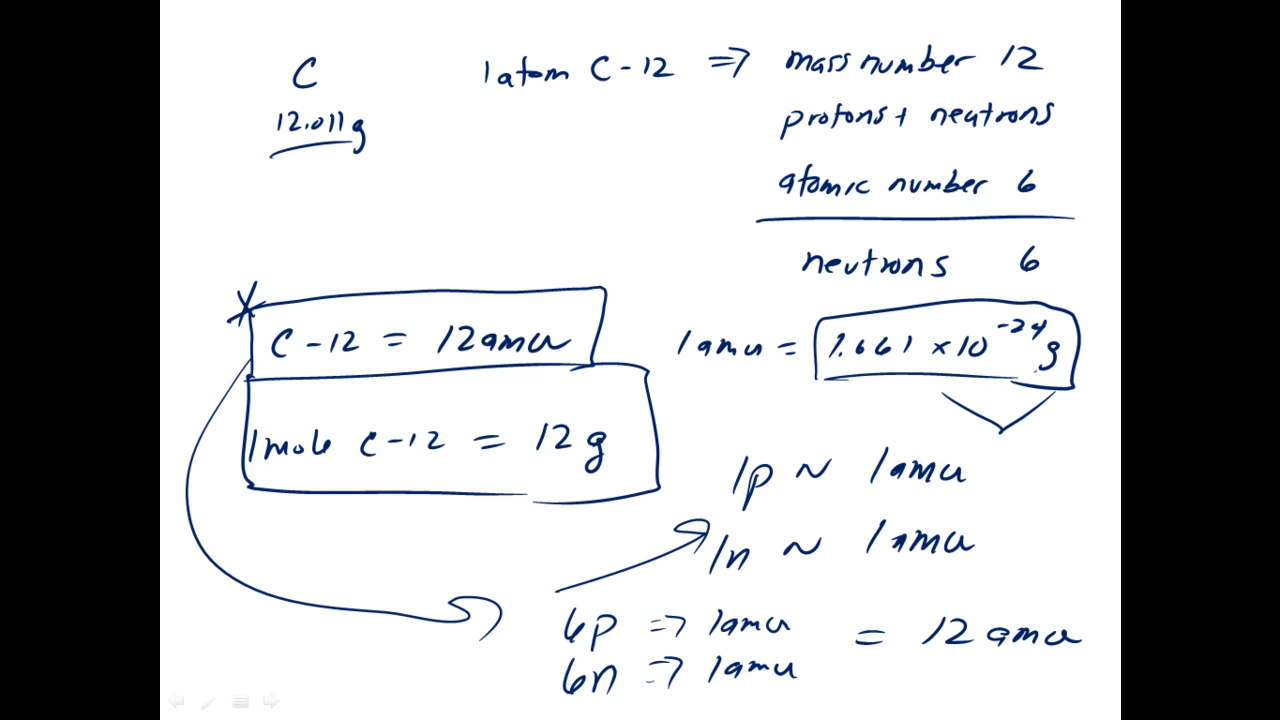 C
12.011g
1 atom C-12 ⇒ mass number 12
protons + neutrons
atomic number 6
neutrons 6
C-12 = 12amu
1 amu = 1.661 × 10⁻²⁴ g
1 mole C-12 = 12 g
1p ~ 1amu
1n ~ 1amu
6p ⇒ 1amu = 12 amu
6n ⇒ 1amu